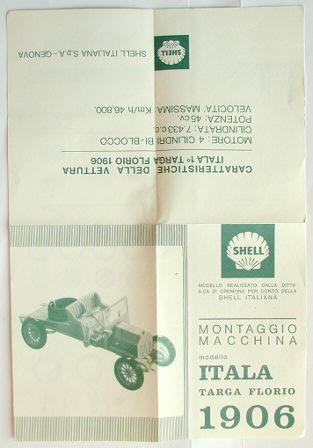 CARATTERISTICHE DELLA VETTURA
ITALA 1° TARGA FLORIO 1906
MOTORE: 4 CILINDRI BI-BLOCCO
CILINDRATA: 7.433 c.c.
POTENZA: 45 cv.
VELOCITÀ, MASSIMA: Km/h 46,800.
SHELL
SHELL ITALIANA S.p.A. - GENOVA
SHELL
MODELLO REALIZZATO DALLA DITTA
ILCA DI CREMONA PER CONTO DELLA
SHELL ITALIANA
MONTAGGIO
MACCHINA
modello
ITALA
TARGA FLORIO
1906